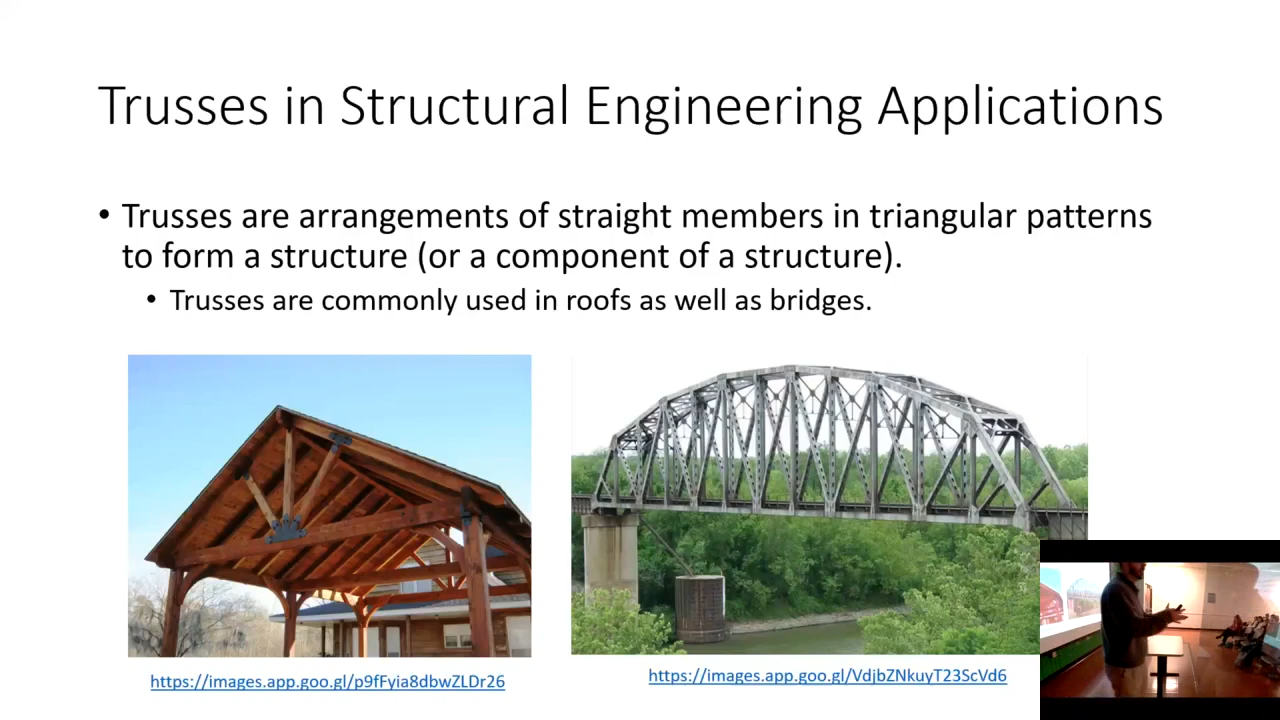 Trusses in Structural Engineering Applications
• Trusses are arrangements of straight members in triangular patterns
to form a structure (or a component of a structure).
• Trusses are commonly used in roofs as well as bridges.
https://images.app.goo.gl/p9fFyia8dbwZLDr26
https://images.app.goo.gl/VdjbZNkuyT23ScVd6